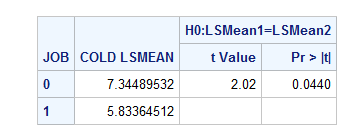 H0:LSMean1=LSMean2
JOB COLD LSMEAN t Value Pr > |t|
0 7.34489532 2.02 0.0440
1 5.83364512